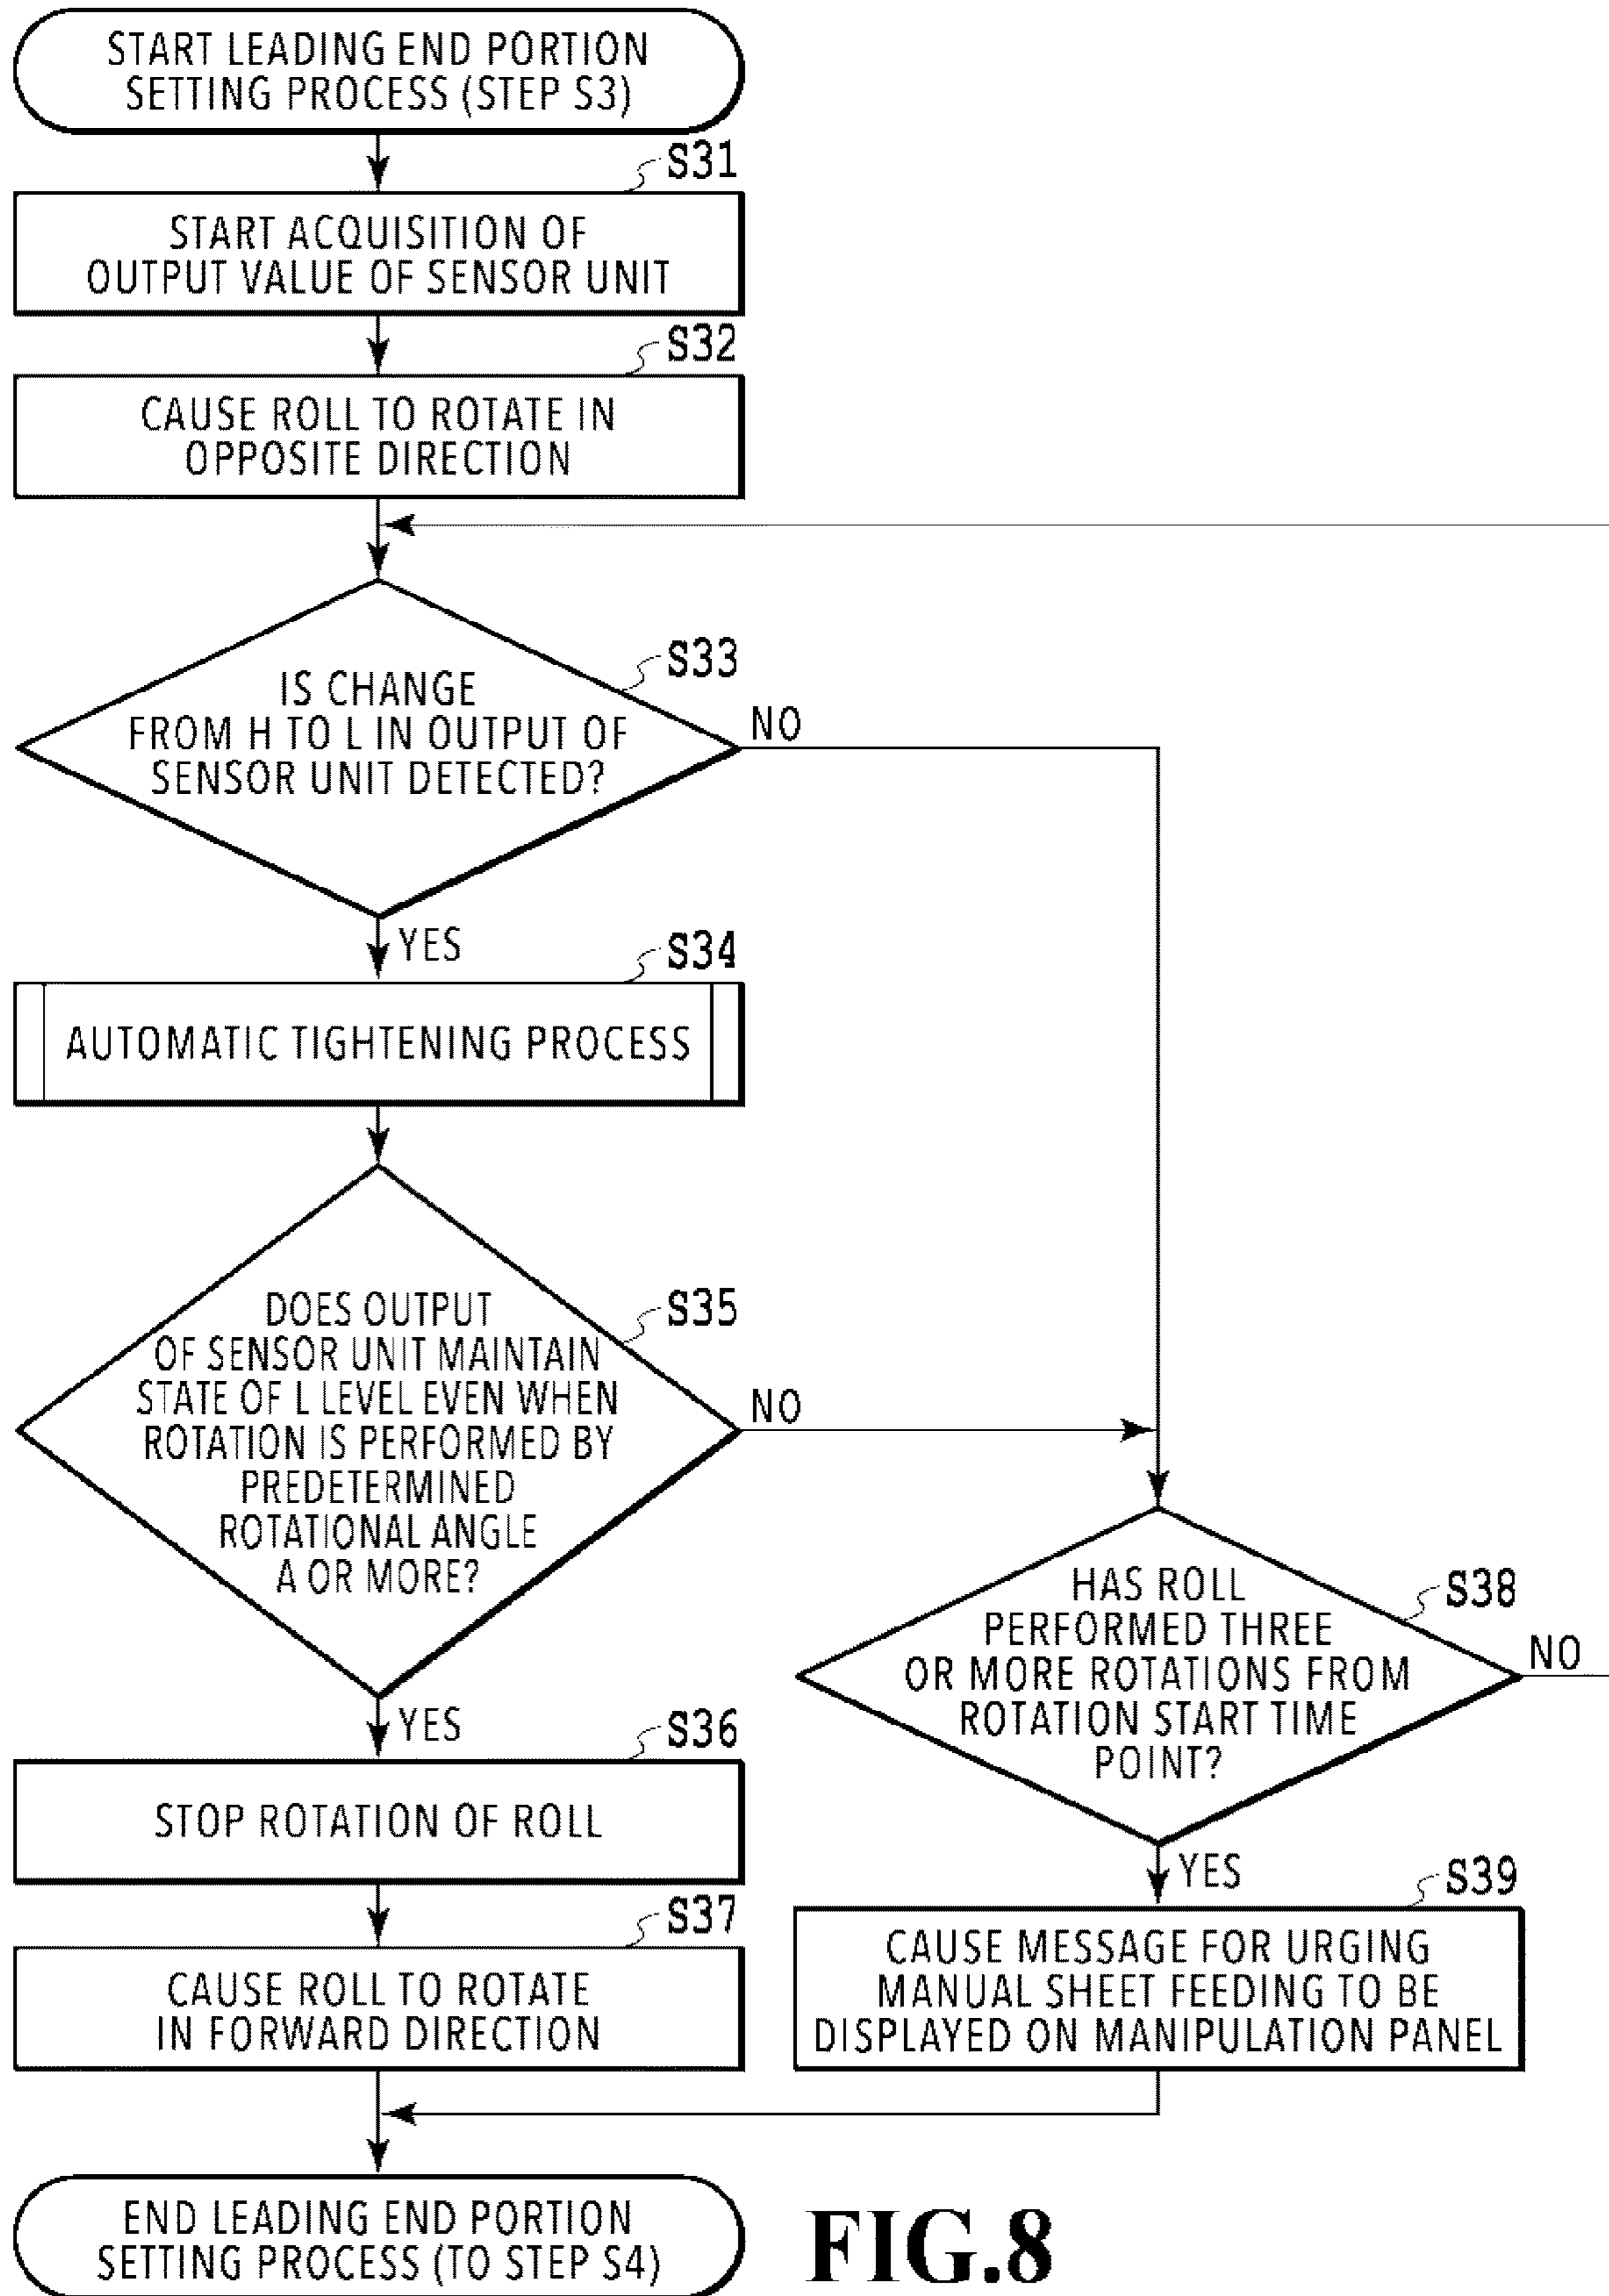 START LEADING END PORTION
SETTING PROCESS (STEP S3)
S31
START ACQUISITION OF
OUTPUT VALUE OF SENSOR UNIT
S32
CAUSE ROLL TO ROTATE IN
OPPOSITE DIRECTION
S33
IS CHANGE
FROM H TO L IN OUTPUT OF
SENSOR UNIT DETECTED?
NO
YES
S34
AUTOMATIC TIGHTENING PROCESS
S35
DOES OUTPUT
OF SENSOR UNIT MAINTAIN
STATE OF L LEVEL EVEN WHEN
ROTATION IS PERFORMED BY
PREDETERMINED
ROTATIONAL ANGLE
A OR MORE?
NO
YES
S36
STOP ROTATION OF ROLL
S37
CAUSE ROLL TO ROTATE
IN FORWARD DIRECTION
S38
HAS ROLL
PERFORMED THREE
OR MORE ROTATIONS FROM
ROTATION START TIME
POINT?
NO
YES
S39
CAUSE MESSAGE FOR URGING
MANUAL SHEET FEEDING TO BE
DISPLAYED ON MANIPULATION PANEL
END LEADING END PORTION
SETTING PROCESS (TO STEP S4)
FIG.8